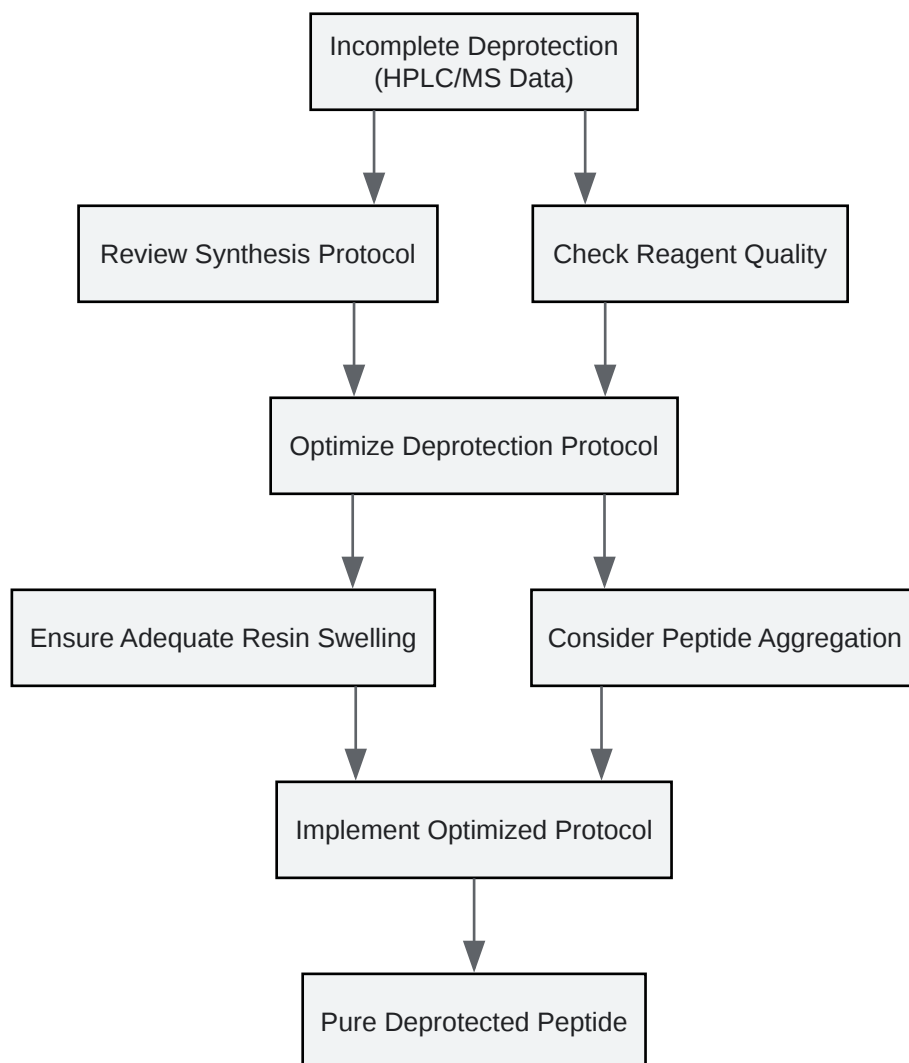 Incomplete Deprotection
(HPLC/MS Data)
Review Synthesis Protocol
Check Reagent Quality
Optimize Deprotection Protocol
Ensure Adequate Resin Swelling
Consider Peptide Aggregation
Implement Optimized Protocol
Pure Deprotected Peptide